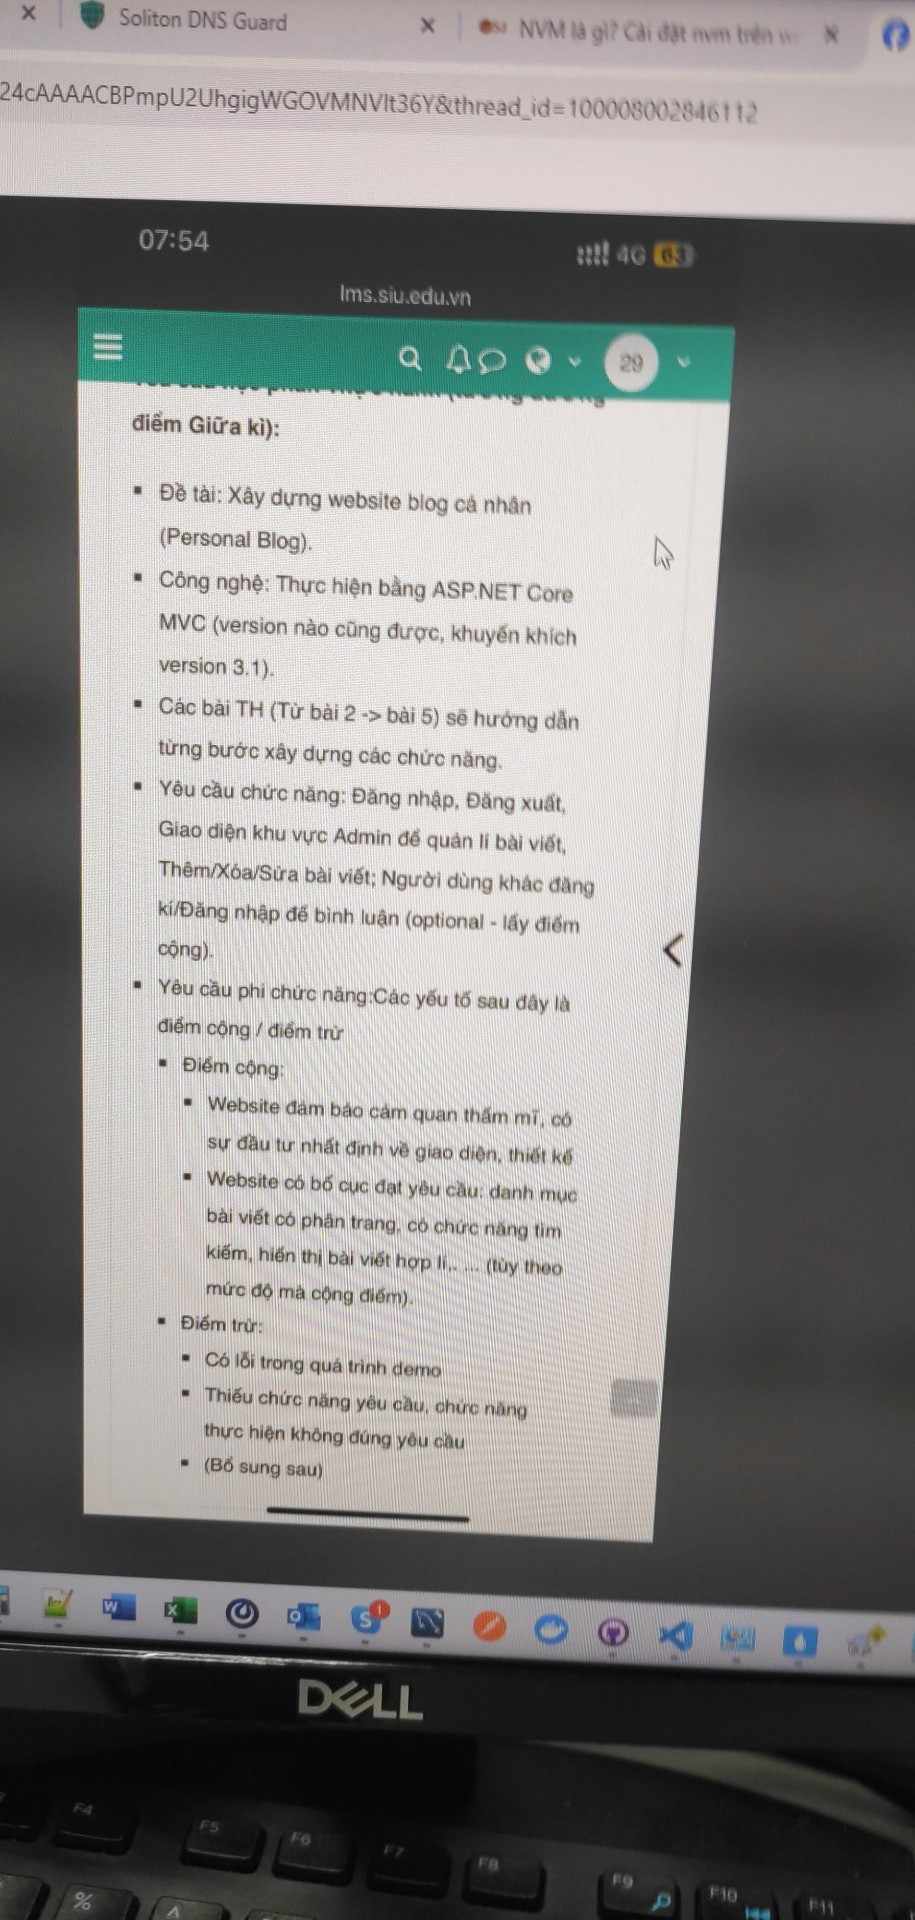 Soliton DNS Guard
NVM là gì? Cài đặt nvm trên w
24cAAAACBPmpU2UhgigWGOVMNVIt36Y&thread_id=100008002846112
07:54
4G 63
lms.siu.edu.vn
29
điểm Giữa kì):
Đề tài: Xây dựng website blog cá nhân
(Personal Blog).
Công nghệ: Thực hiện bằng ASP.NET Core
MVC (version nào cũng được, khuyến khích
version 3.1).
Các bài TH (Từ bài 2 -> bài 5) sẽ hướng dẫn
từng bước xây dựng các chức năng.
Yêu cầu chức năng: Đăng nhập, Đăng xuất,
Giao diện khu vực Admin để quản lí bài viết,
Thêm/Xóa/Sửa bài viết; Người dùng khác đăng
kí/Đăng nhập để bình luận (optional - lấy điểm
cộng).
Yêu cầu phi chức năng:Các yếu tố sau đây là
điểm cộng / điểm trừ
Điểm cộng:
Website đảm bảo cảm quan thẩm mĩ, có
sự đầu tư nhất định về giao diện, thiết kế
Website có bố cục đạt yêu cầu: danh mục
bài viết có phân trang, có chức năng tìm
kiếm, hiển thị bài viết hợp lí,. ... (tùy theo
mức độ mà cộng điểm).
Điểm trừ:
Có lỗi trong quá trình demo
Thiếu chức năng yêu cầu, chức năng
thực hiện không đúng yêu cầu
(Bổ sung sau)
DELL
F4
F5
F6
F7
F8
F9
F10
F11
%
^